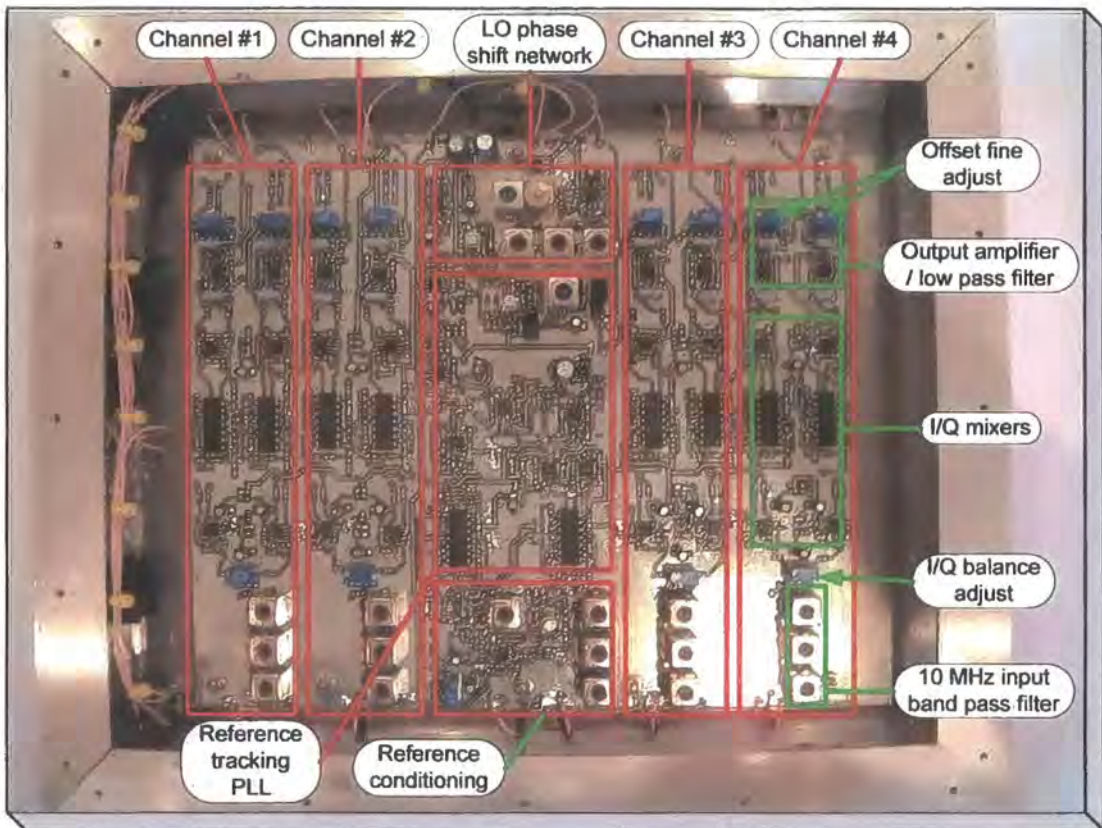 Channel #1
Channel #2
LO phase
shift network
Channel #3
Channel #4
Offset fine
adjust
Output amplifier
/ low pass filter
I/Q mixers
I/Q balance
adjust
10 MHz input
band pass filter
Reference
tracking
PLL
Reference
conditioning